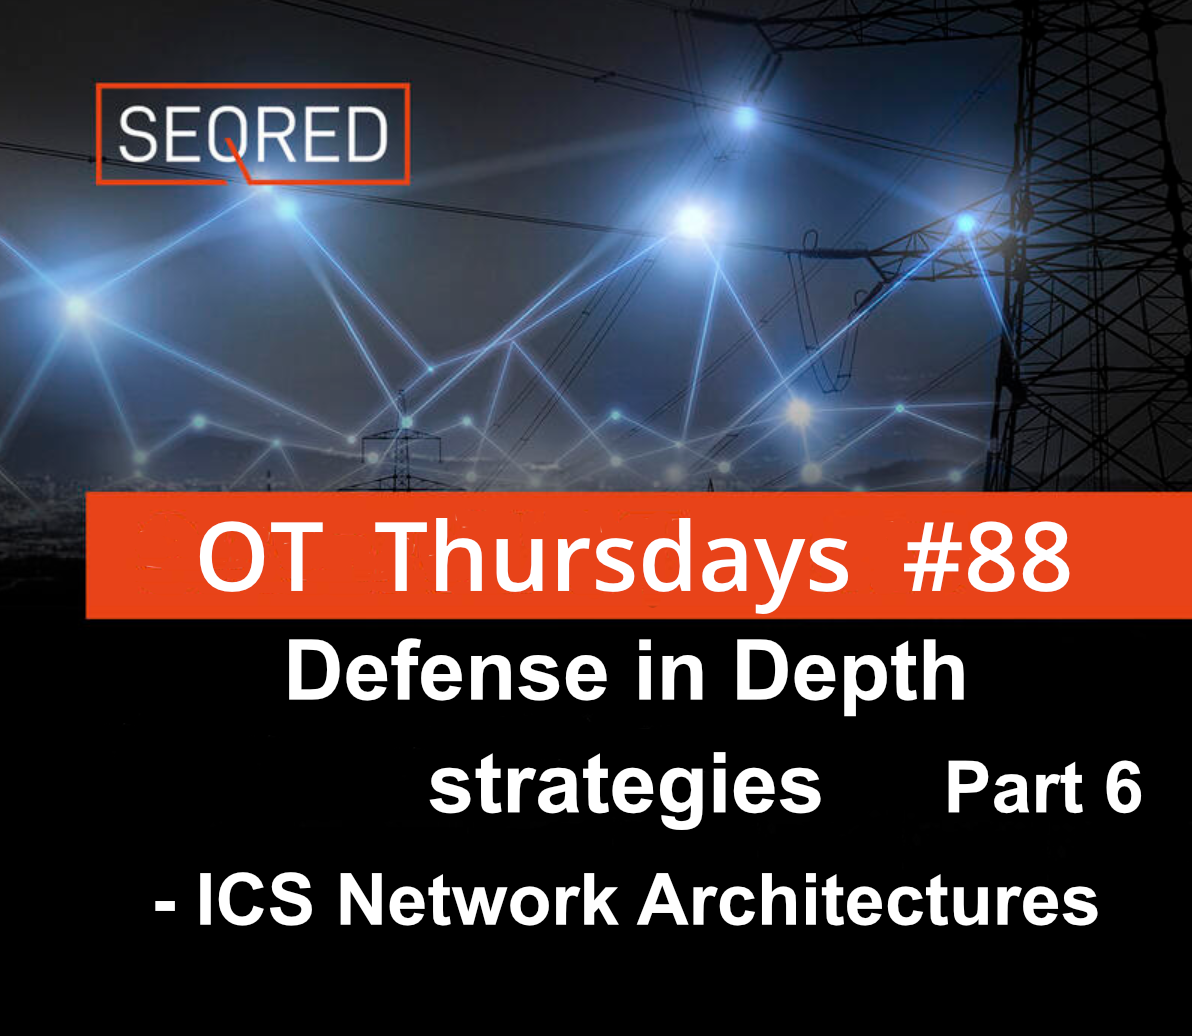 SEQRED
OT Thursdays #88
Defense in Depth
strategies Part 6
- ICS Network Architectures